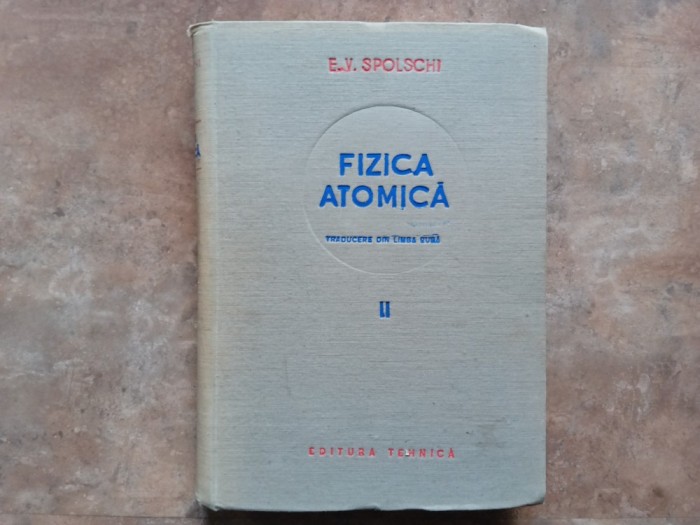 E. V. SPOLSCHI
FIZICA
ATOMICĂ
TRADUCERE DIN LIMBA RUSĂ
II
EDITURA TEHNICĂ